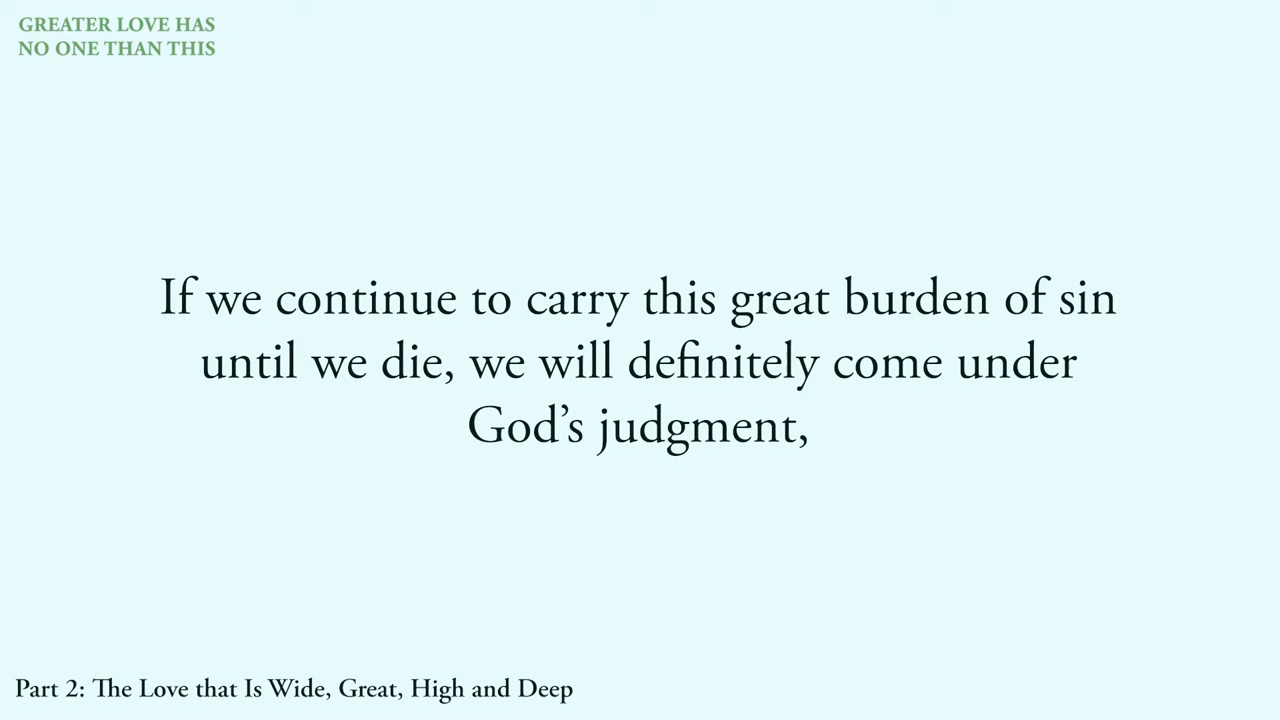 GREATER LOVE HAS
NO ONE THAN THIS
If we continue to carry this great burden of sin
until we die, we will definitely come under
God’s judgment,
Part 2: The Love that Is Wide, Great, High and Deep